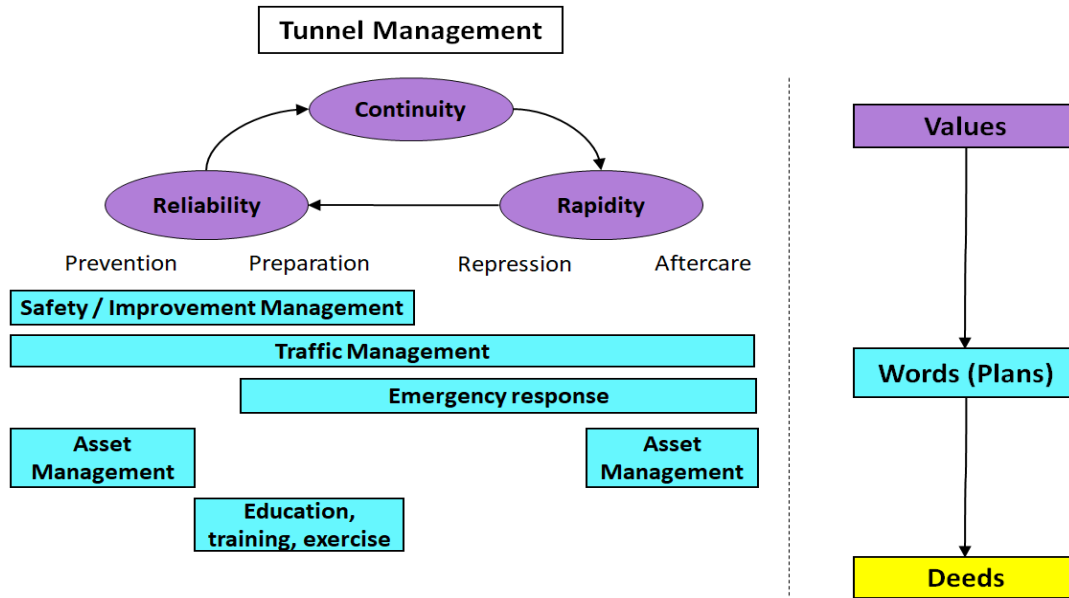 Tunnel Management
Continuity
Reliability
Rapidity
Prevention
Preparation
Repression
Aftercare
Safety / Improvement Management
Traffic Management
Emergency response
Asset
Management
Asset
Management
Education,
training, exercise
Values
Words (Plans)
Deeds